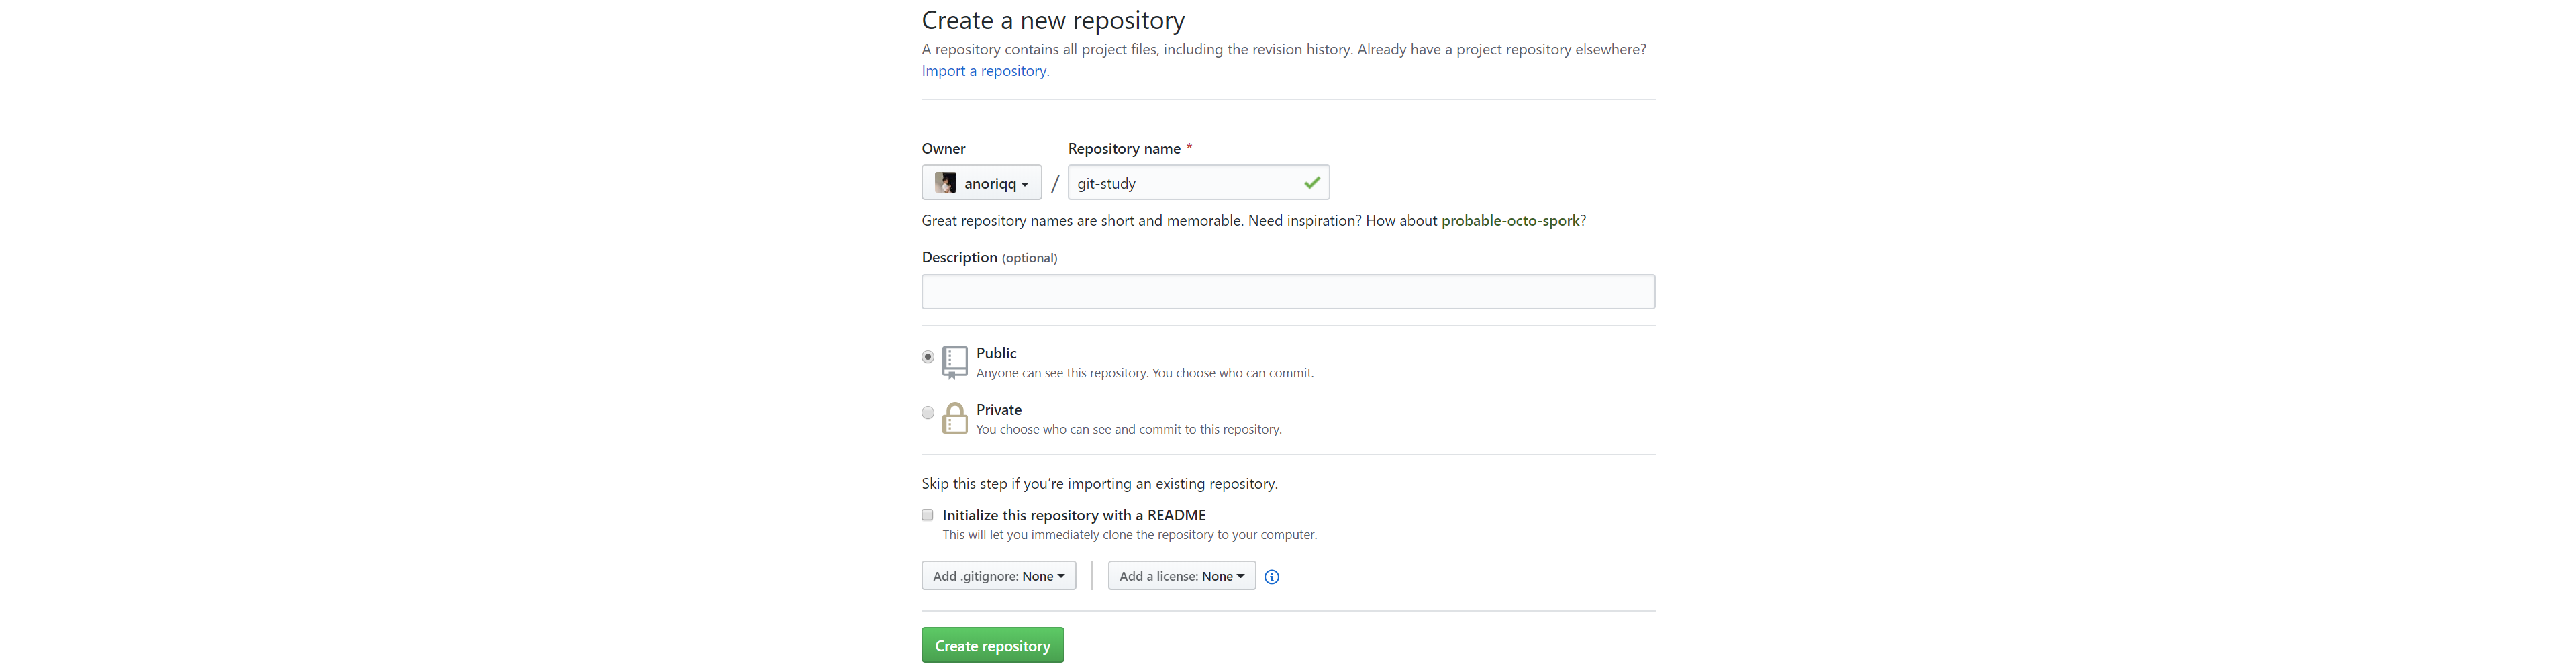 Create a new repository
A repository contains all project files, including the revision history. Already have a project repository elsewhere?
Import a repository.
Owner
Repository name *
anoriqq / git-study
Great repository names are short and memorable. Need inspiration? How about probable-octo-spork?
Description (optional)
Public
Anyone can see this repository. You choose who can commit.
Private
You choose who can see and commit to this repository.
Skip this step if you’re importing an existing repository.
Initialize this repository with a README
This will let you immediately clone the repository to your computer.
Add .gitignore: None
Add a license: None
Create repository